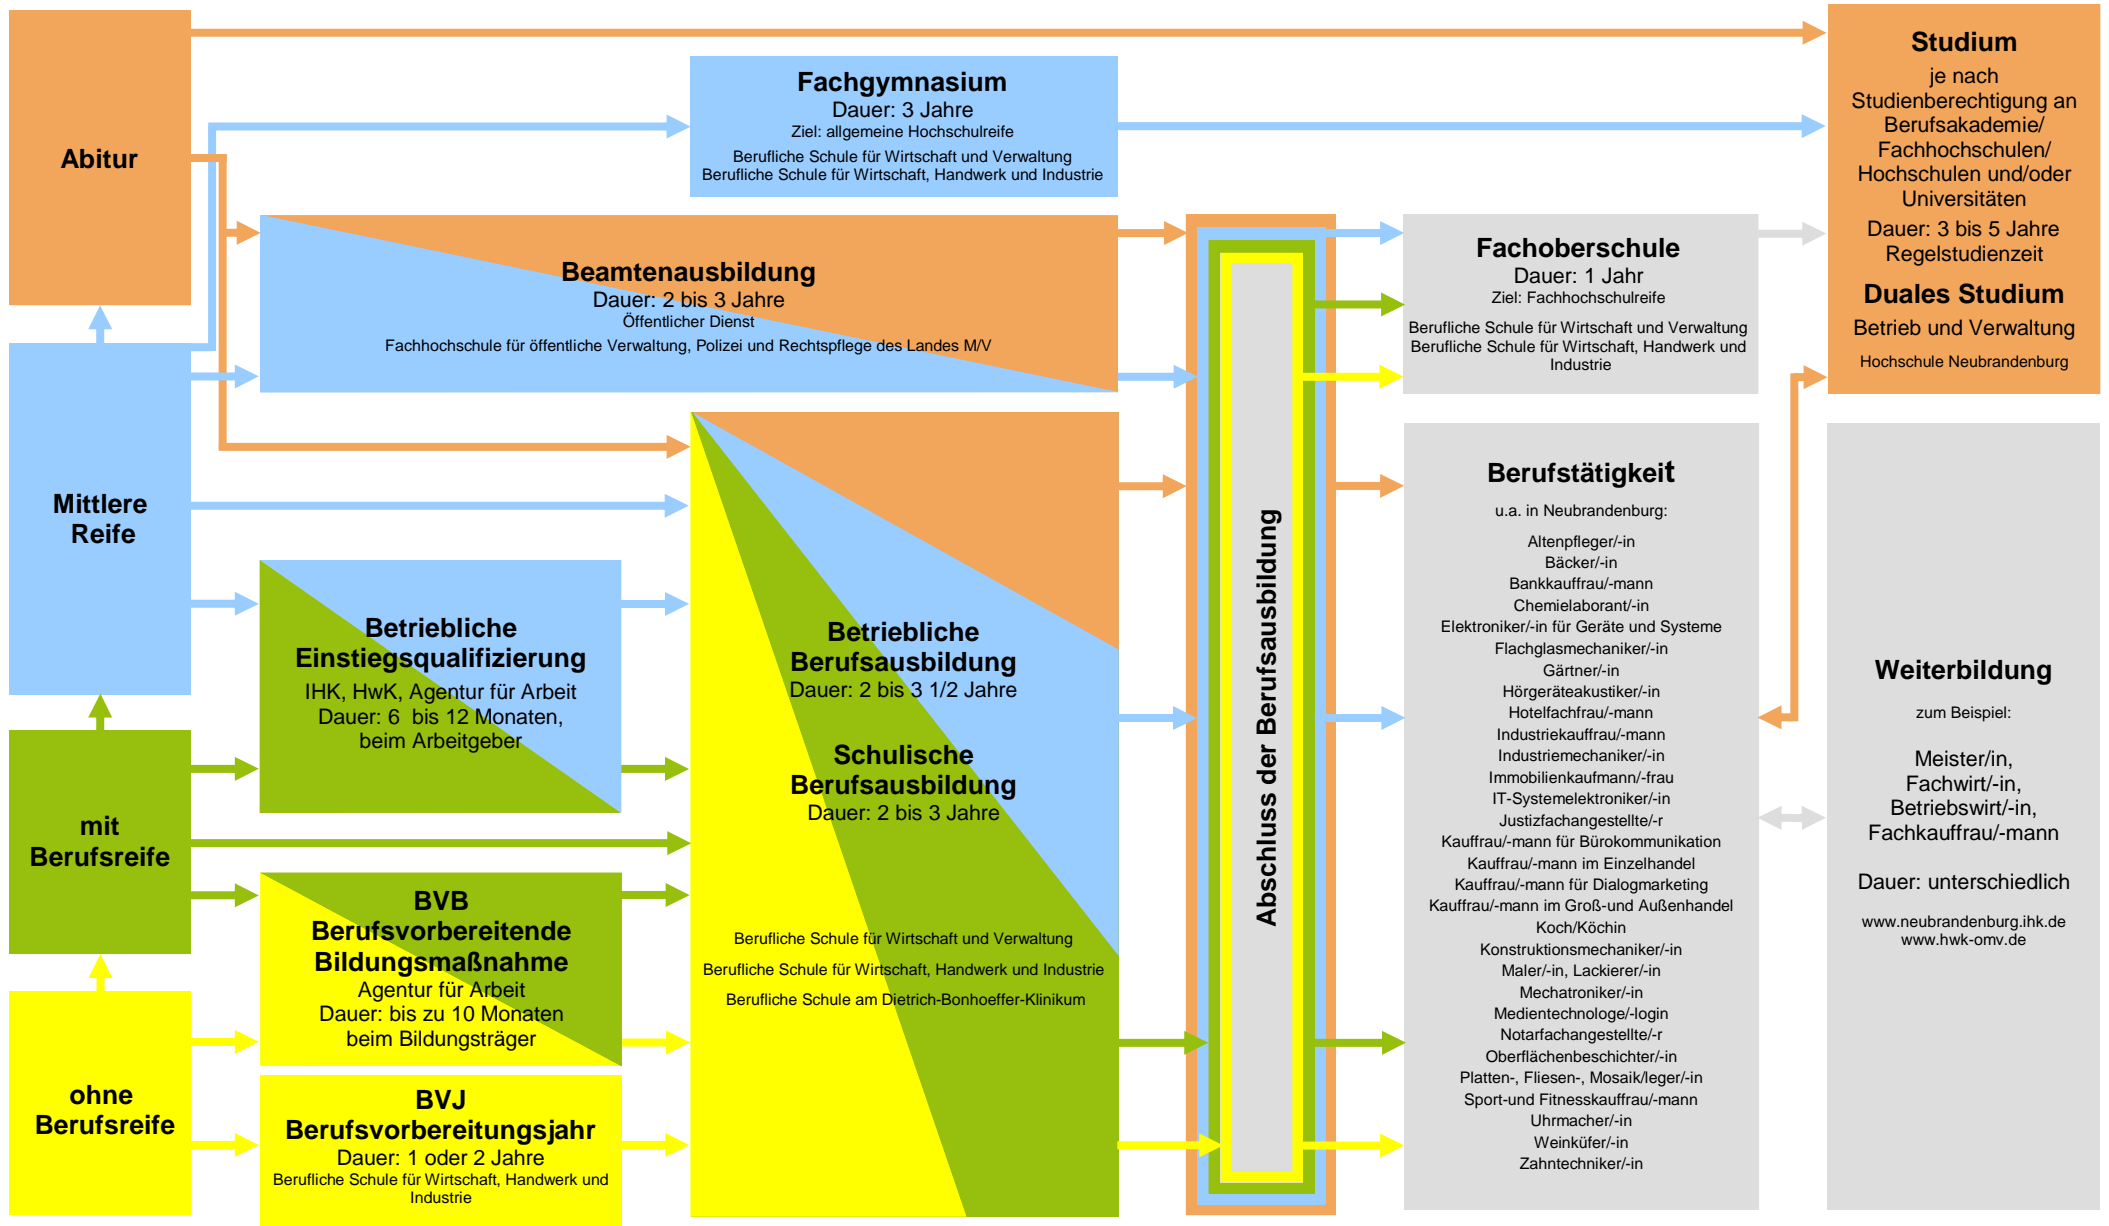 Abitur
Mittlere
Reife
mit
Berufsreife
ohne
Berufsreife
Fachgymnasium
Dauer: 3 Jahre
Ziel: allgemeine Hochschulreife
Berufliche Schule für Wirtschaft und Verwaltung
Berufliche Schule für Wirtschaft, Handwerk und Industrie
Beamtenausbildung
Dauer: 2 bis 3 Jahre
Öffentlicher Dienst
Fachhochschule für öffentliche Verwaltung, Polizei und Rechtspflege des Landes M/V
Betriebliche
Einstiegsqualifizierung
IHK, HwK, Agentur für Arbeit
Dauer: 6 bis 12 Monaten,
beim Arbeitgeber
BVB
Berufsvorbereitende
Bildungsmaßnahme
Agentur für Arbeit
Dauer: bis zu 10 Monaten
beim Bildungsträger
BVJ
Berufsvorbereitungsjahr
Dauer: 1 oder 2 Jahre
Berufliche Schule für Wirtschaft, Handwerk und
Industrie
Betriebliche
Berufsausbildung
Dauer: 2 bis 3 1/2 Jahre
Schulische
Berufsausbildung
Dauer: 2 bis 3 Jahre
Berufliche Schule für Wirtschaft und Verwaltung
Berufliche Schule für Wirtschaft, Handwerk und Industrie
Berufliche Schule am Dietrich-Bonhoeffer-Klinikum
Abschluss der Berufsausbildung
Fachoberschule
Dauer: 1 Jahr
Ziel: Fachhochschulreife
Berufliche Schule für Wirtschaft und Verwaltung
Berufliche Schule für Wirtschaft, Handwerk und
Industrie
Berufstätigkeit
u.a. in Neubrandenburg:
Altenpfleger/-in
Bäcker/-in
Bankkauffrau/-mann
Chemielaborant/-in
Elektroniker/-in für Geräte und Systeme
Flachglasmechaniker/-in
Gärtner/-in
Hörgeräteakustiker/-in
Hotelfachfrau/-mann
Industriekauffrau/-mann
Industriemechaniker/-in
Immobilienkaufmann/-frau
IT-Systemelektroniker/-in
Justizfachangestellte/-r
Kauffrau/-mann für Bürokommunikation
Kauffrau/-mann im Einzelhandel
Kauffrau/-mann für Dialogmarketing
Kauffrau/-mann im Groß-und Außenhandel
Koch/Köchin
Konstruktionsmechaniker/-in
Maler/-in, Lackierer/-in
Mechatroniker/-in
Medientechnologe/-login
Notarfachangestellte/-r
Oberflächenbeschichter/-in
Platten-, Fliesen-, Mosaik/leger/-in
Sport-und Fitnesskauffrau/-mann
Uhrmacher/-in
Weinküfer/-in
Zahntechniker/-in
Studium
je nach
Studienberechtigung an
Berufsakademie/
Fachhochschulen/
Hochschulen und/oder
Universitäten
Dauer: 3 bis 5 Jahre
Regelstudienzeit
Duales Studium
Betrieb und Verwaltung
Hochschule Neubrandenburg
Weiterbildung
zum Beispiel:
Meister/in,
Fachwirt/-in,
Betriebswirt/-in,
Fachkauffrau/-mann
Dauer: unterschiedlich
www.neubrandenburg.ihk.de
www.hwk-omv.de